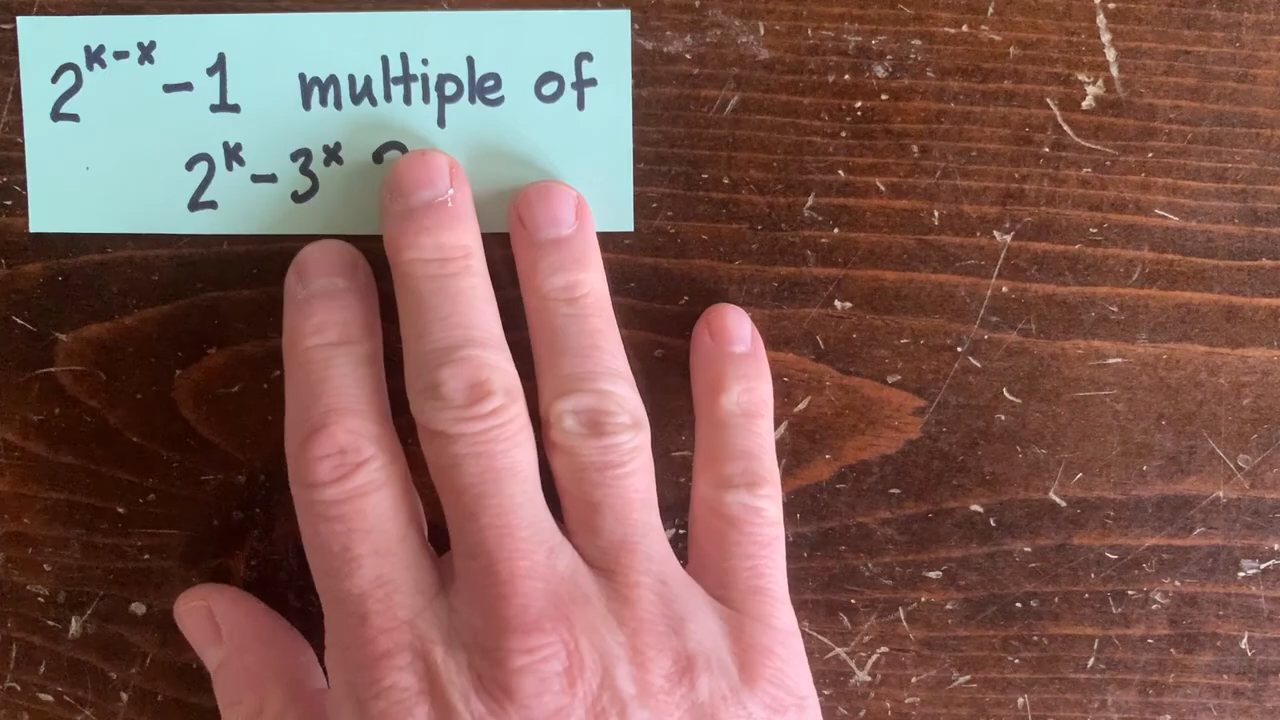 2^{k-x} - 1 multiple of
2^k - 3^x ?